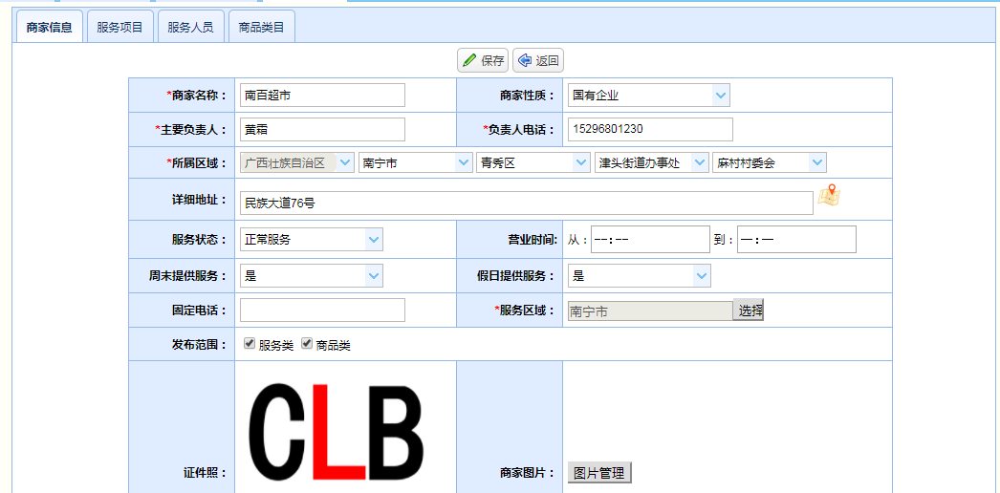 商家信息 服务项目 服务人员 商品类目
保存 返回
*商家名称： 南百超市 商家性质： 国有企业
*主要负责人： 黄霜 *负责人电话： 15296801230
*所属区域： 广西壮族自治区 南宁市 青秀区 津头街道办事处 麻村村委会
详细地址： 民族大道76号
服务状态： 正常服务 营业时间: 从：--:-- 到：—:—
周末提供服务： 是 假日提供服务： 是
固定电话： *服务区域： 南宁市 选择
发布范围： 服务类 商品类
CLB
证件照： 商家图片： 图片管理